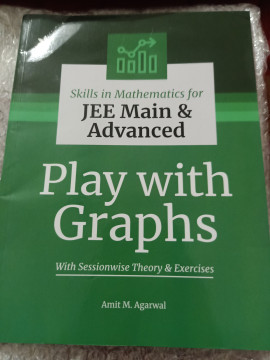 Skills in Mathematics for
JEE Main &
Advanced
Play with
Graphs
With Sessionwise Theory & Exercises
Amit M. Agarwal